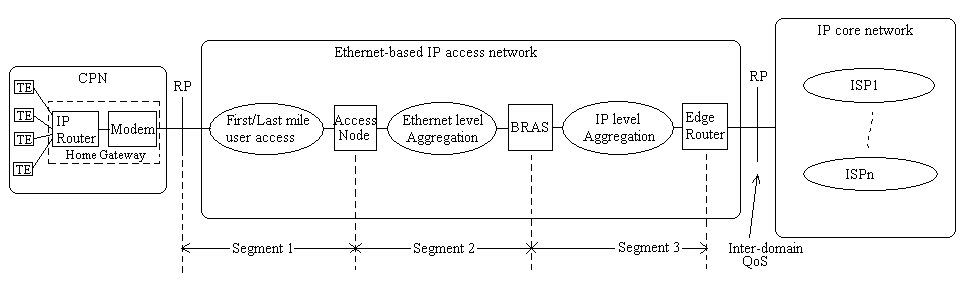 IP core network
Ethernet-based IP access network
CPN
RP
RP
TE
TE
TE
TE
IP
Router
Modem
Home Gateway
First/Last mile
user access
Access
Node
Ethernet level
Aggregation
BRAS
IP level
Aggregation
Edge
Router
ISP1
ISPn
Segment 1
Segment 2
Segment 3
Inter-domain
QoS